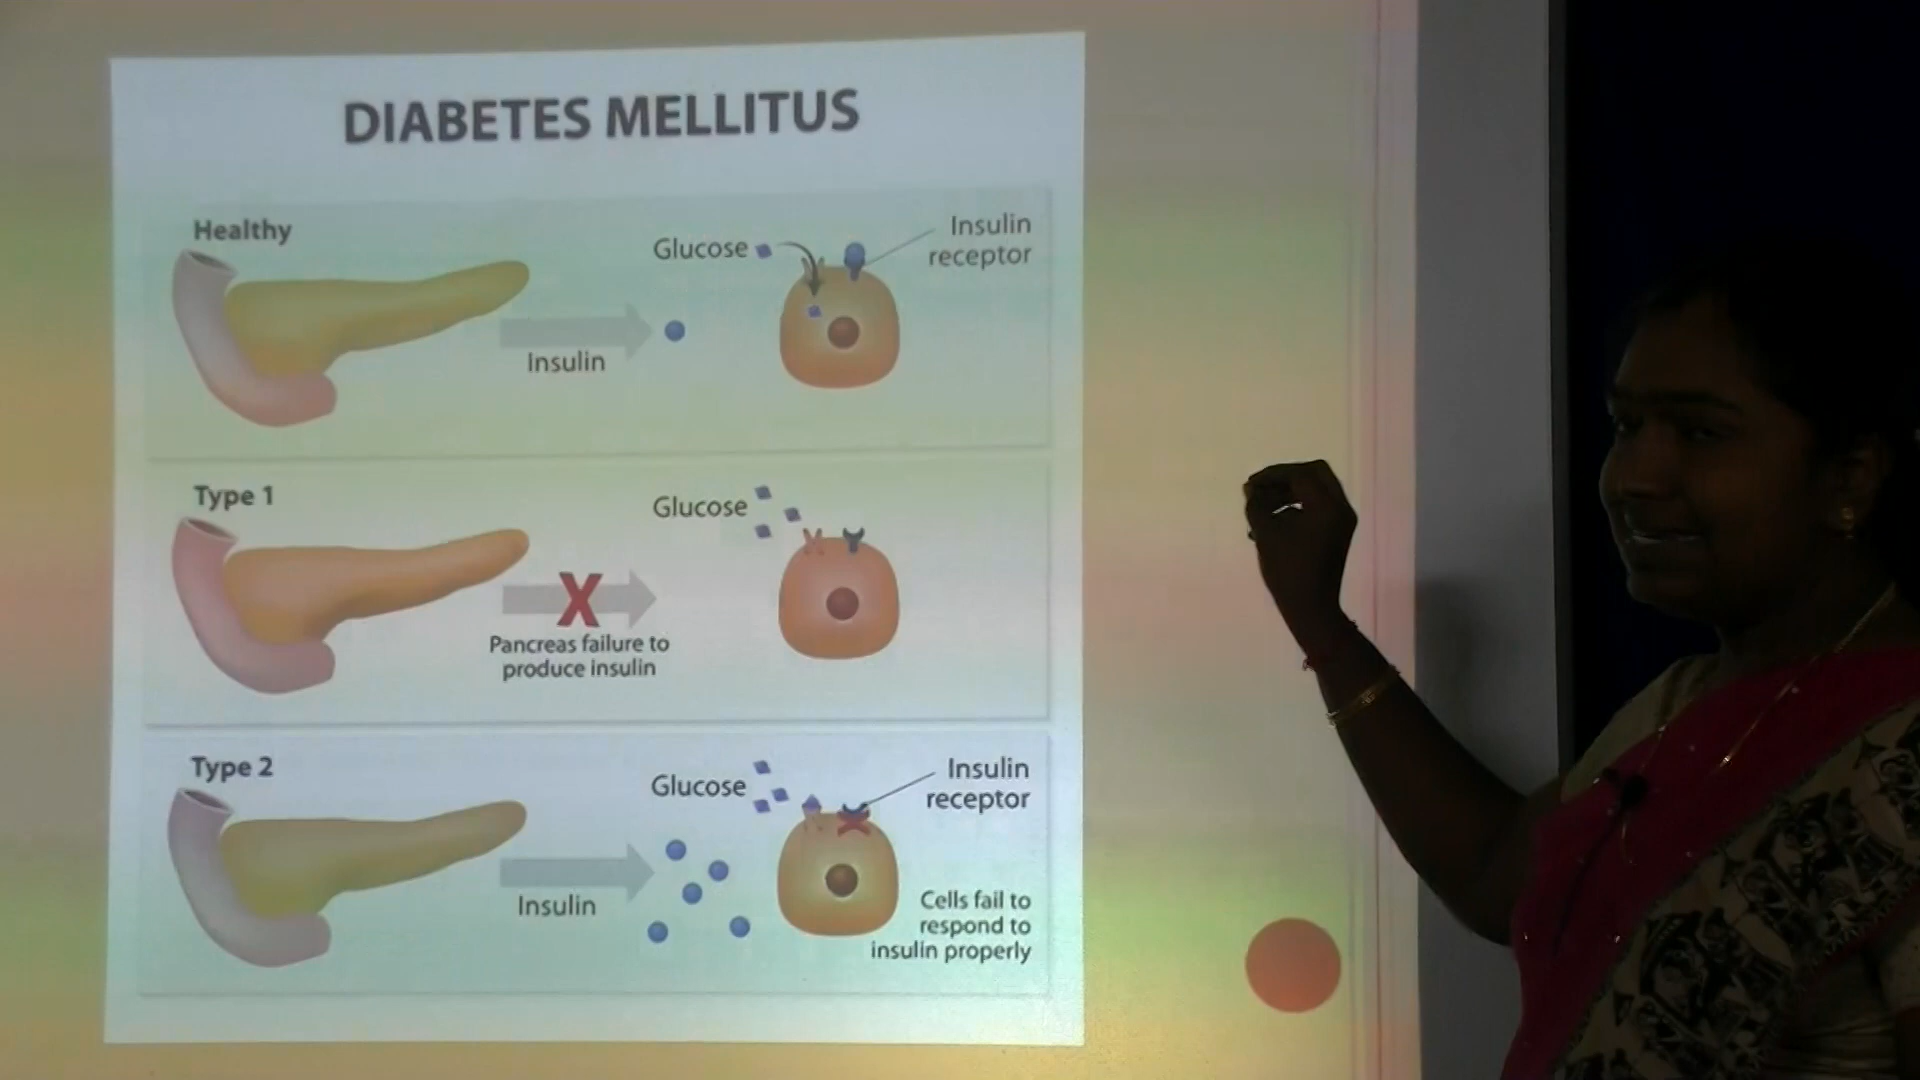 DIABETES MELLITUS
Healthy
Glucose
Insulin
receptor
Insulin
Type 1
Glucose
Pancreas failure to
produce insulin
Type 2
Glucose
Insulin
receptor
Insulin
Cells fail to
respond to
insulin properly